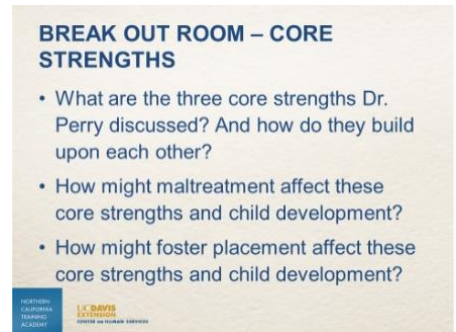 BREAK OUT ROOM – CORE
STRENGTHS
• What are the three core strengths Dr.
Perry discussed? And how do they build
upon each other?
• How might maltreatment affect these
core strengths and child development?
• How might foster placement affect these
core strengths and child development?
NORTHERN
CALIFORNIA
TRAINING
ACADEMY
UC DAVIS
EXTENSION
CENTER for HUMAN SERVICES